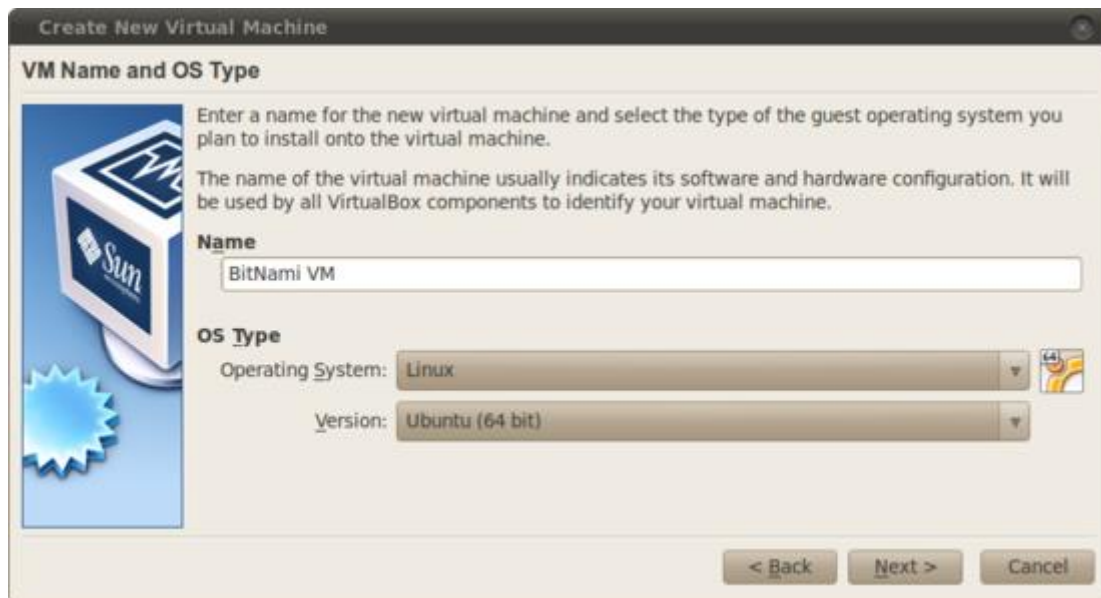 Create New Virtual Machine
VM Name and OS Type
Enter a name for the new virtual machine and select the type of the guest operating system you
plan to install onto the virtual machine.
The name of the virtual machine usually indicates its software and hardware configuration. It will
be used by all VirtualBox components to identify your virtual machine.
Name
BitNami VM
OS Type
Operating System: Linux
64
Version: Ubuntu (64 bit)
Sun
< Back Next > Cancel